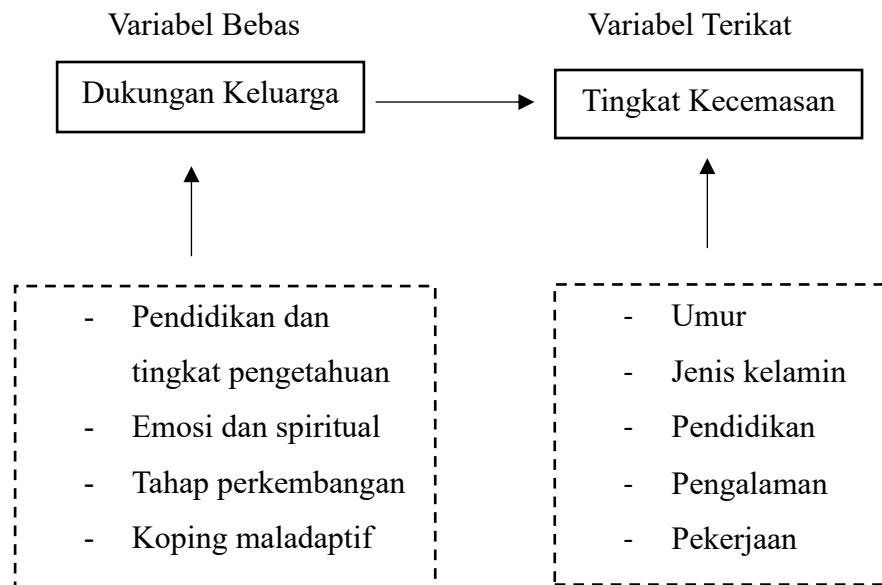 Variabel Bebas
Variabel Terikat
Dukungan Keluarga
Tingkat Kecemasan
- Pendidikan dan
tingkat pengetahuan
- Emosi dan spiritual
- Tahap perkembangan
- Koping maladaptif
- Umur
- Jenis kelamin
- Pendidikan
- Pengalaman
- Pekerjaan